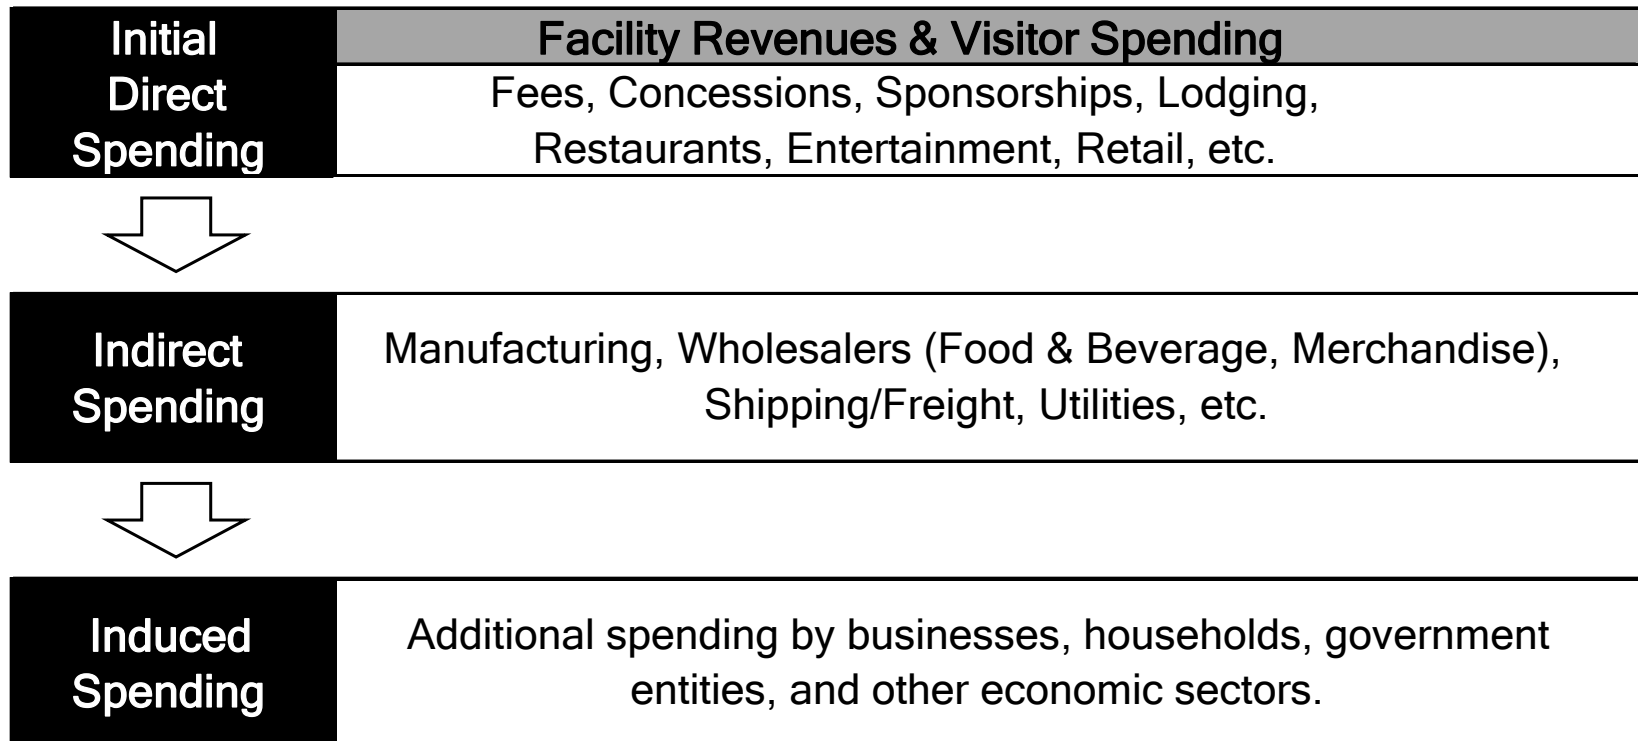 Initial
Direct
Spending
Facility Revenues & Visitor Spending
Fees, Concessions, Sponsorships, Lodging,
Restaurants, Entertainment, Retail, etc.
Indirect
Spending
Manufacturing, Wholesalers (Food & Beverage, Merchandise),
Shipping/Freight, Utilities, etc.
Induced
Spending
Additional spending by businesses, households, government
entities, and other economic sectors.